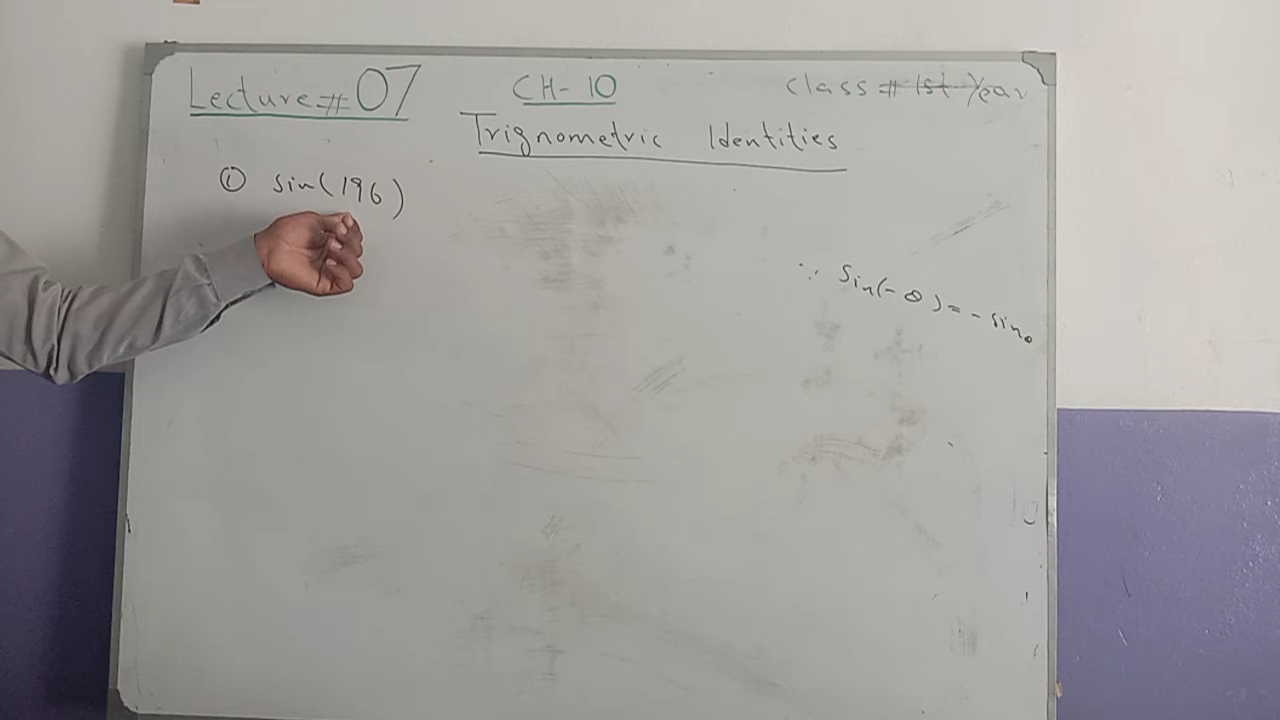 Lecture # 07
CH- 10
Class # 1st Year
Trignometric Identities
① sin(196)
∵ Sin(-θ) = - sinθ